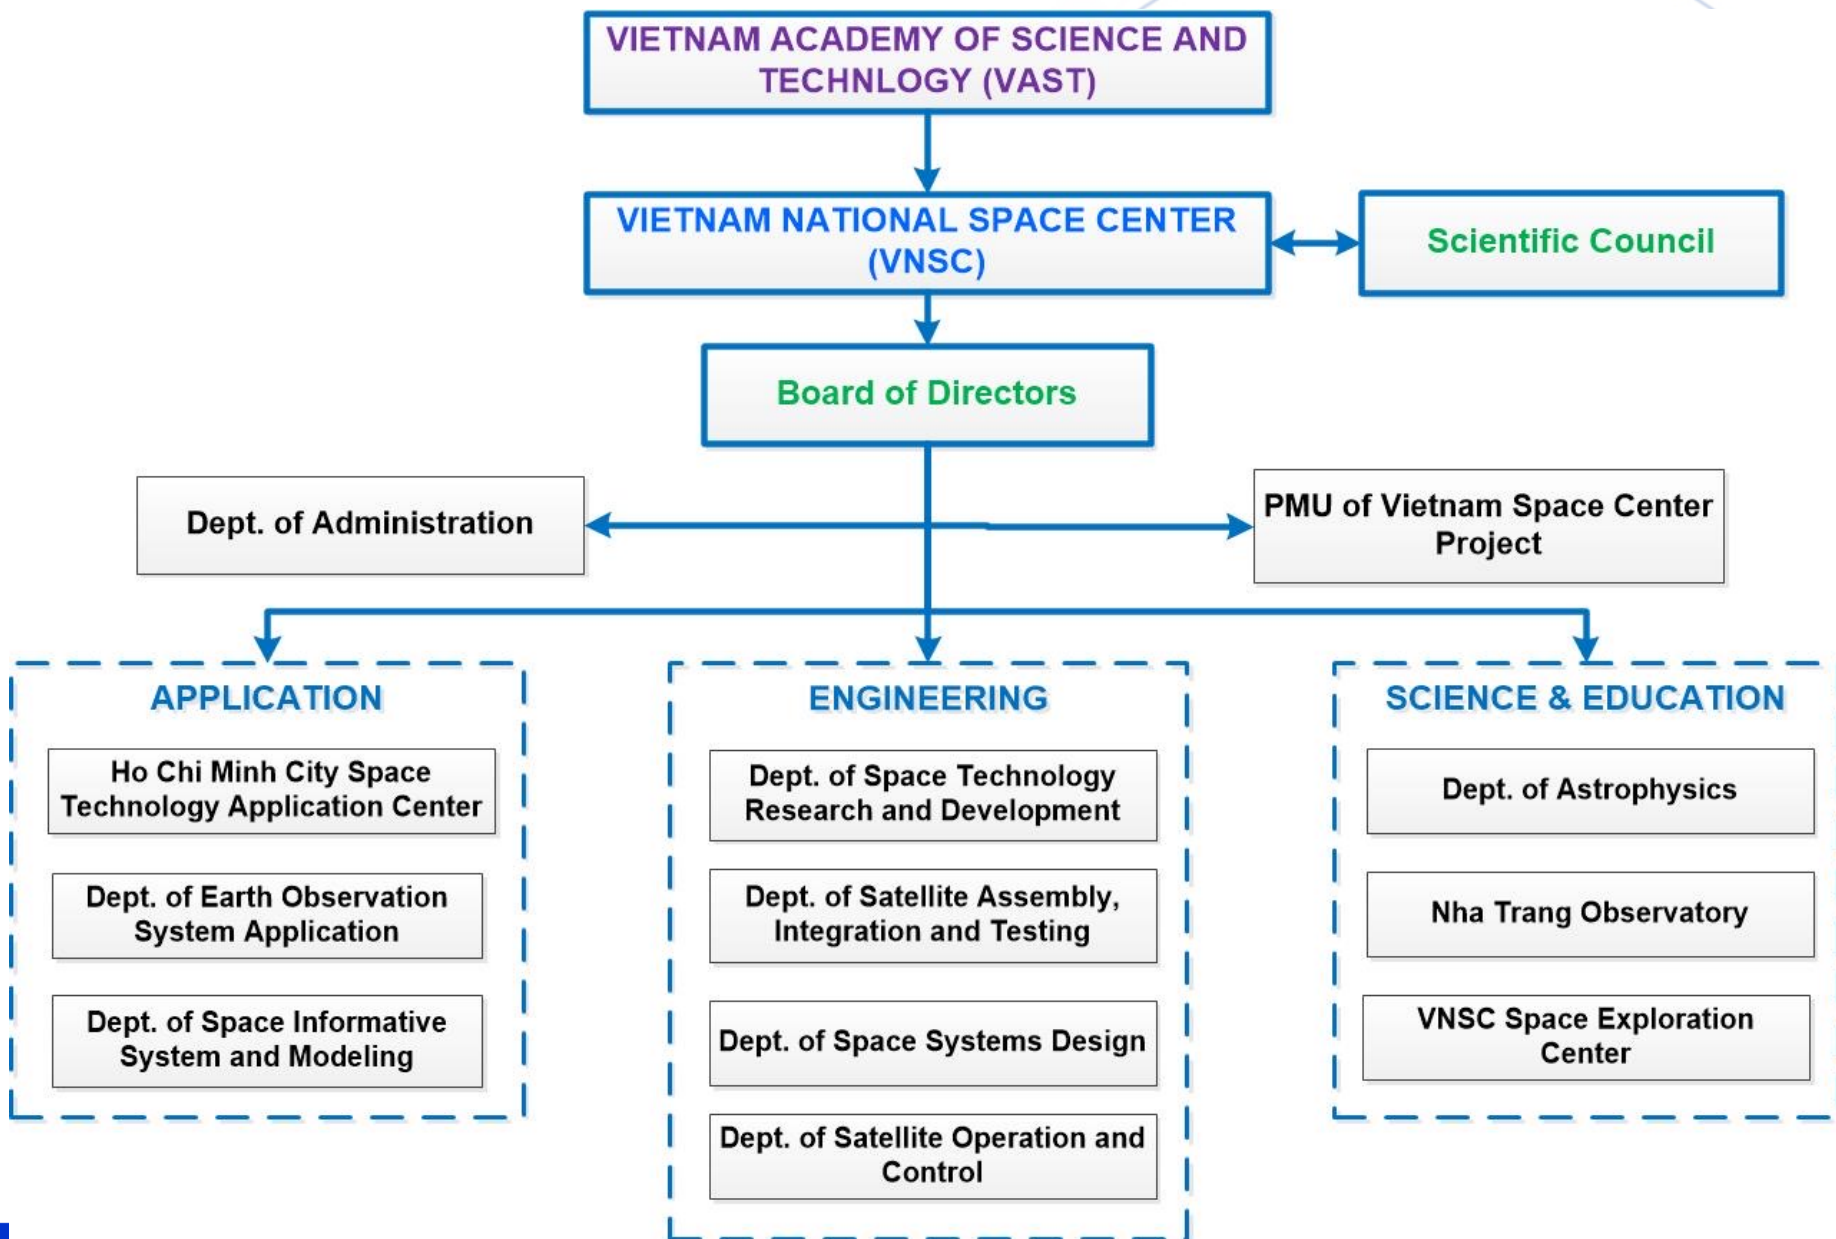 VIETNAM ACADEMY OF SCIENCE AND
TECHNLOGY (VAST)
VIETNAM NATIONAL SPACE CENTER
(VNSC)
Scientific Council
Board of Directors
Dept. of Administration
PMU of Vietnam Space Center
Project
APPLICATION
Ho Chi Minh City Space
Technology Application Center
Dept. of Earth Observation
System Application
Dept. of Space Informative
System and Modeling
ENGINEERING
Dept. of Space Technology
Research and Development
Dept. of Satellite Assembly,
Integration and Testing
Dept. of Space Systems Design
Dept. of Satellite Operation and
Control
SCIENCE & EDUCATION
Dept. of Astrophysics
Nha Trang Observatory
VNSC Space Exploration
Center